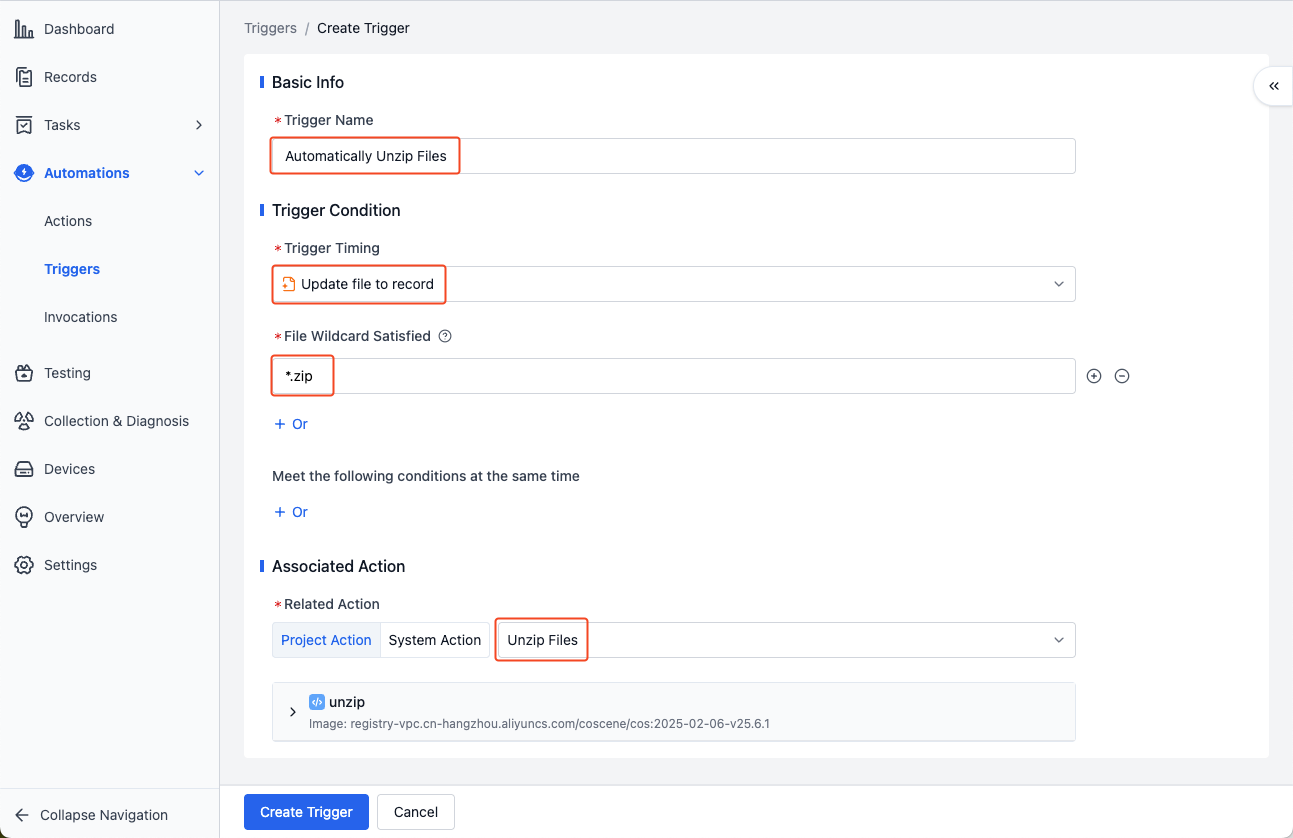 Dashboard
Records
Tasks
Automations
Actions
Triggers
Invocations
Testing
Collection & Diagnosis
Devices
Overview
Settings
Collapse Navigation
Triggers / Create Trigger
Basic Info
* Trigger Name
Automatically Unzip Files
Trigger Condition
* Trigger Timing
Update file to record
* File Wildcard Satisfied
*.zip
+ Or
Meet the following conditions at the same time
+ Or
Associated Action
* Related Action
Project Action System Action Unzip Files
unzip
Image: registry-vpc.cn-hangzhou.aliyuncs.com/coscene/cos:2025-02-06-v25.6.1
Create Trigger Cancel